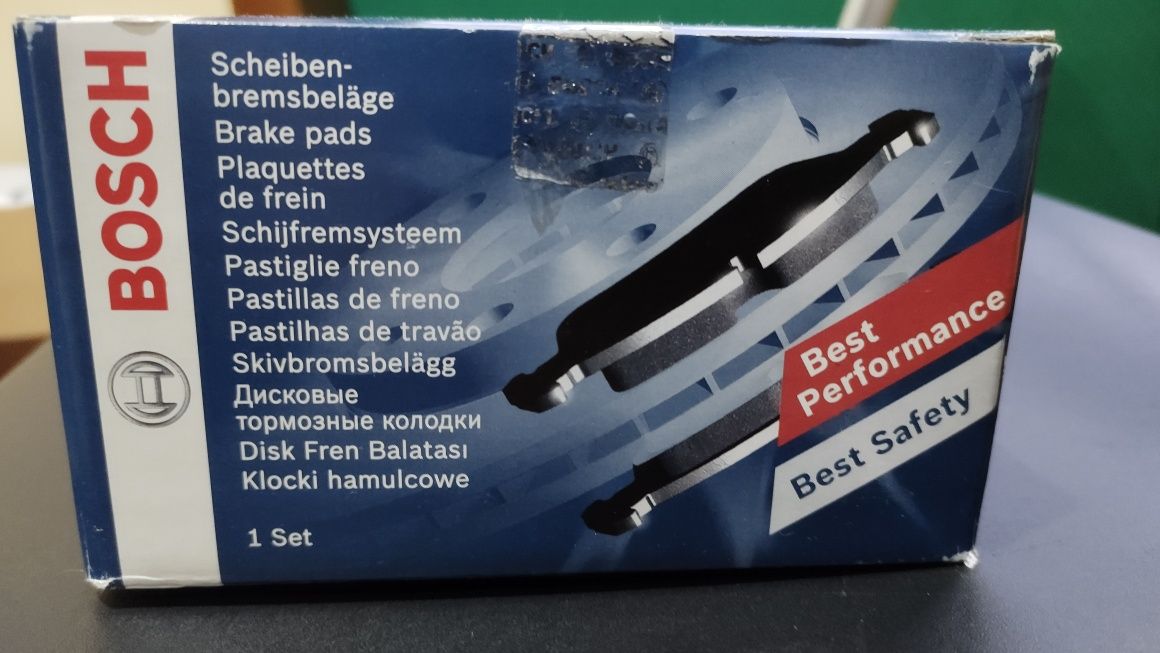 BOSCH
Scheiben-
bremsbeläge
Brake pads
Plaquettes
de frein
Schijfremsysteem
Pastiglie freno
Pastillas de freno
Pastilhas de travão
Skivbromsbelägg
Дисковые
тормозные колодки
Disk Fren Balatası
Klocki hamulcowe
1 Set
Best
Performance
Best Safety